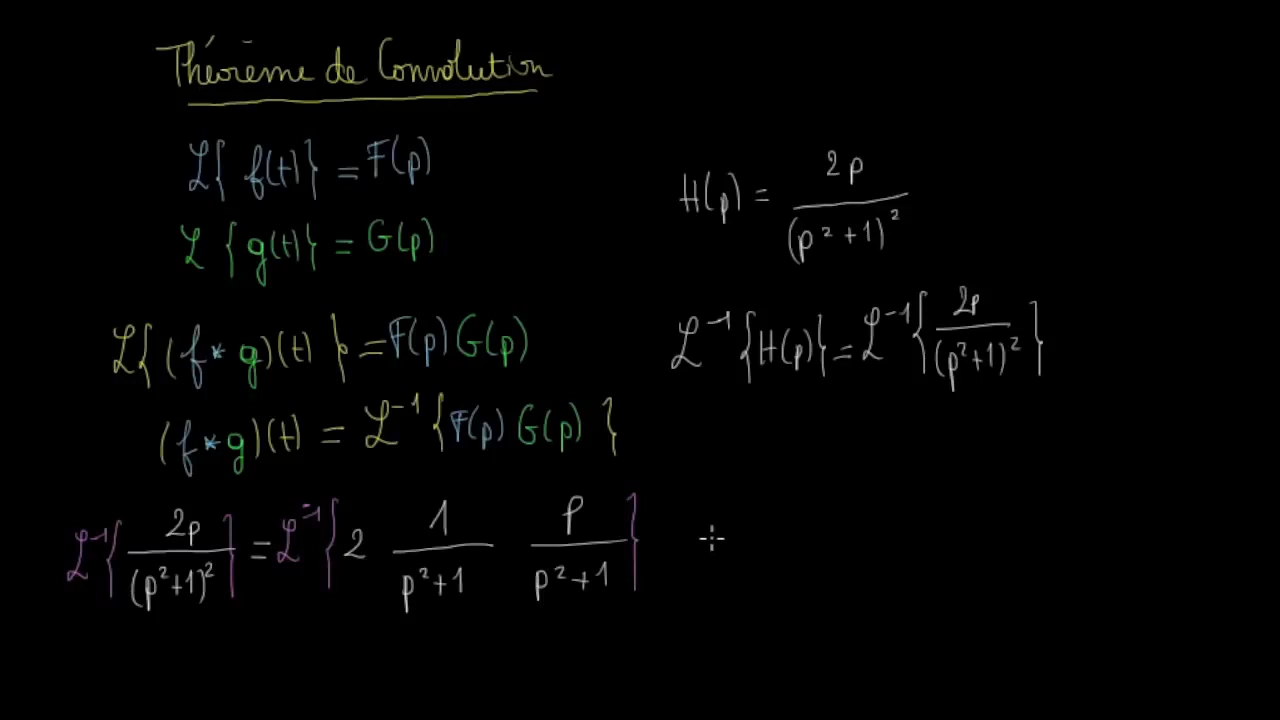 Théorème de Convolution
ℒ{ f(t)} = F(p)
ℒ { g(t)} = G(p)
ℒ{(f * g)(t) } = F(p) G(p)
(f * g)(t) = ℒ⁻¹ {F(p) G(p) }
ℒ⁻¹{ 2p / (p²+1)² } = ℒ⁻¹{ 2 1 / p²+1 p / p²+1 }
H(p) = 2p / (p²+1)²
ℒ⁻¹{H(p)} = ℒ⁻¹{ 2p / (p²+1)² }